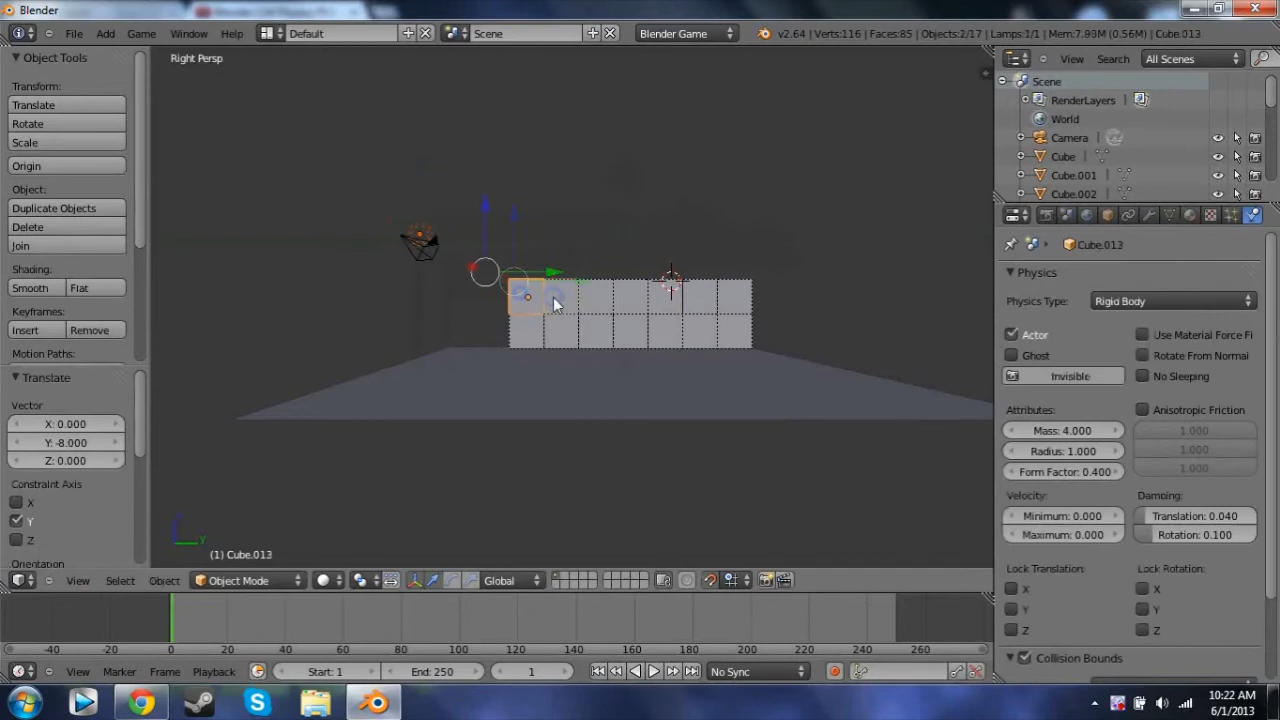 Blender
File Add Game Window Help Default Scene Blender Game v2.64 | Verts:116 | Faces:85 | Objects:2/17 | Lamps:1/1 | Mem:7.99M (0.56M) | Cube.013
Object Tools
Transform:
Translate
Rotate
Scale
Origin
Object:
Duplicate Objects
Delete
Join
Shading:
Smooth Flat
Keyframes:
Insert Remove
Motion Paths:
Translate
Vector
X: 0.000
Y: -8.000
Z: 0.000
Constraint Axis
X
Y
Z
Orientation
Right Persp
(1) Cube.013
View Search All Scenes
Scene
RenderLayers
World
Camera
Cube
Cube.001
Cube.002
Cube.013
Physics
Physics Type: Rigid Body
Actor Use Material Force Fi
Ghost Rotate From Normal
Invisible No Sleeping
Attributes: Anisotropic Friction
Mass: 4.000 1.000
Radius: 1.000 1.000
Form Factor: 0.400 1.000
Velocity: Damping:
Minimum: 0.000 Translation: 0.040
Maximum: 0.000 Rotation: 0.100
Lock Translation: Lock Rotation:
X X
Y Y
Z Z
Collision Bounds
View Select Object Object Mode Global
-40 -20 0 20 40 60 80 100 120 140 160 180 200 220 240 260
View Marker Frame Playback Start: 1 End: 250 1 No Sync
10:22 AM
6/1/2013